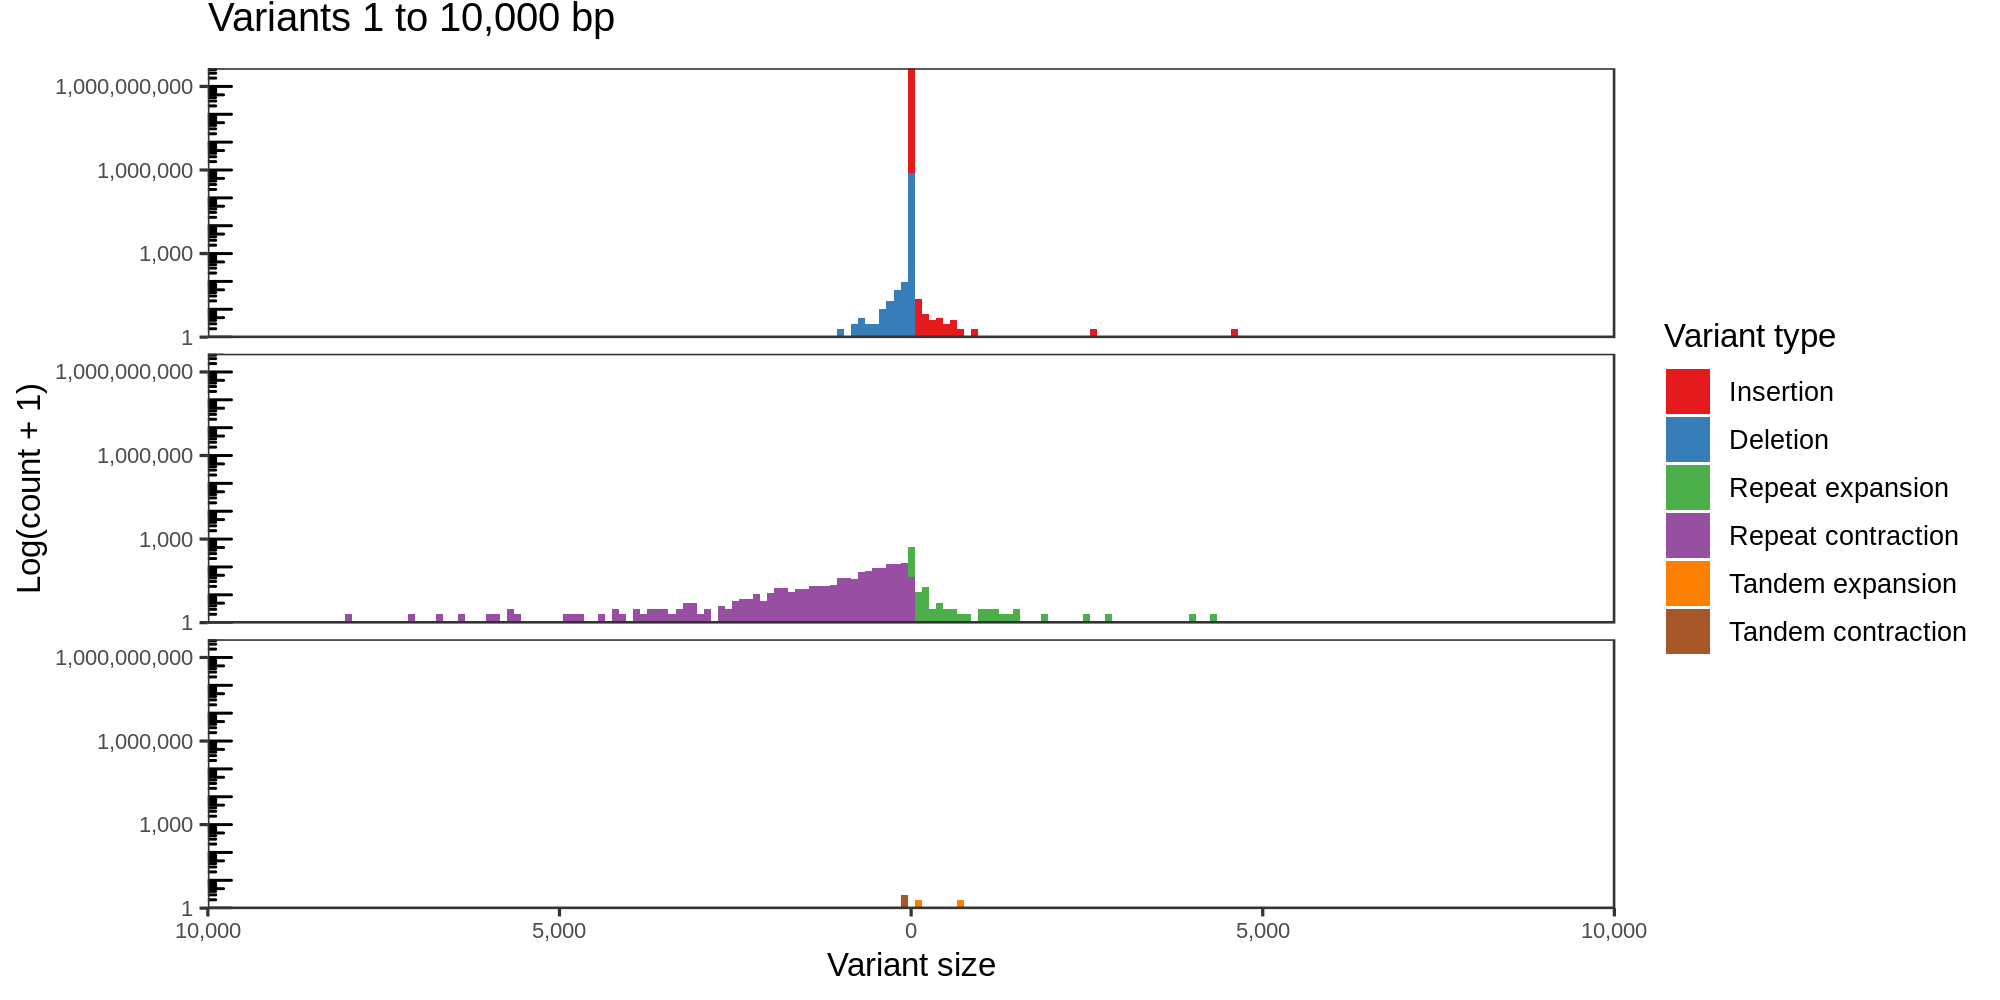 Variants 1 to 10,000 bp
1,000,000,000
1,000,000
1,000
1
1,000,000,000
1,000,000
1,000
1
1,000,000,000
1,000,000
1,000
1
Log(count + 1)
10,000
5,000
0
5,000
10,000
Variant size
Variant type
Insertion
Deletion
Repeat expansion
Repeat contraction
Tandem expansion
Tandem contraction